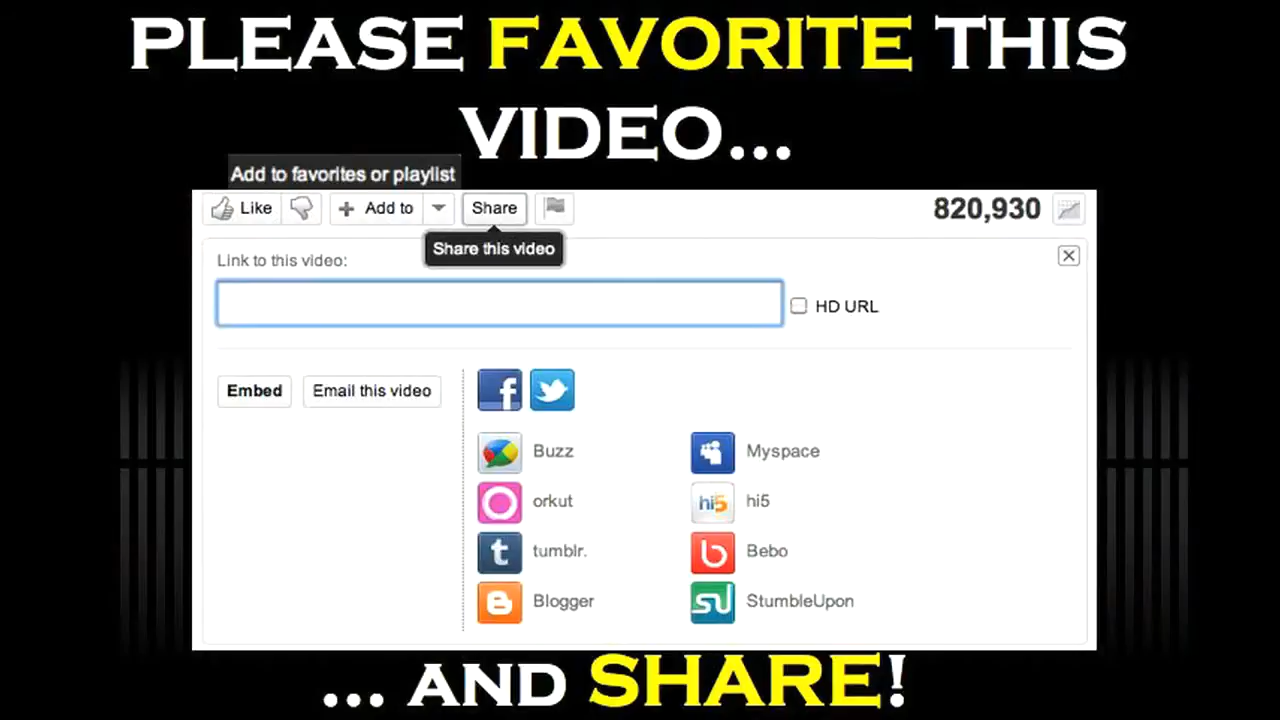 PLEASE FAVORITE THIS
VIDEO...
Add to favorites or playlist
Like Add to Share 820,930
Share this video
Link to this video:
HD URL
Embed Email this video
f
Buzz Myspace
orkut hi5 hi5
t tumblr. b Bebo
B Blogger SU StumbleUpon
... AND SHARE!